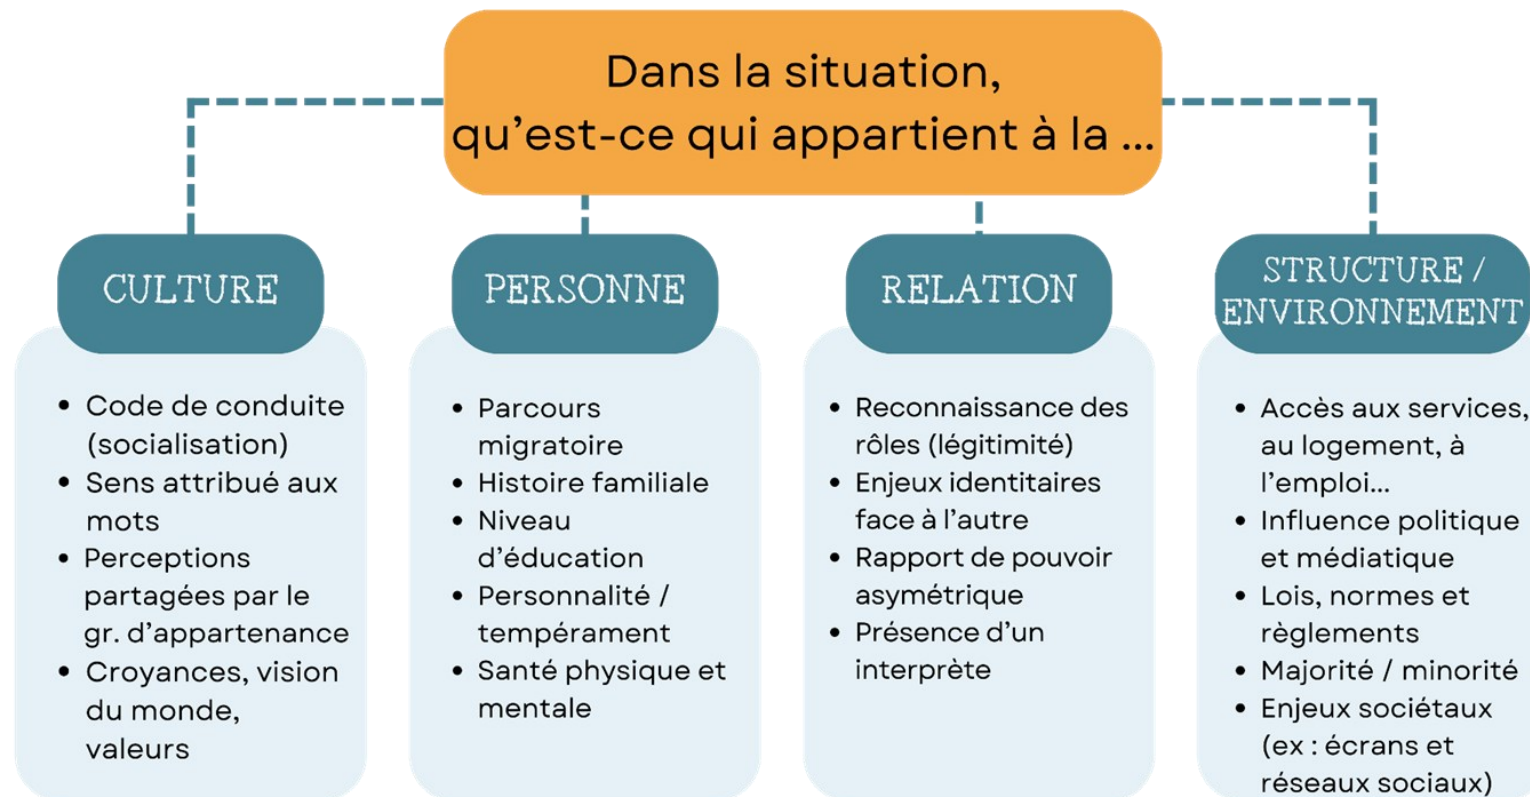 Dans la situation,
qu'est-ce qui appartient à la ...
CULTURE
• Code de conduite
(socialisation)
• Sens attribué aux
mots
• Perceptions
partagées par le
gr. d'appartenance
• Croyances, vision
du monde,
valeurs
PERSONNE
• Parcours
migratoire
• Histoire familiale
• Niveau
d'éducation
• Personnalité /
tempérament
• Santé physique et
mentale
RELATION
• Reconnaissance des
rôles (légitimité)
• Enjeux identitaires
face à l'autre
• Rapport de pouvoir
asymétrique
• Présence d'un
interprète
STRUCTURE /
ENVIRONNEMENT
• Accès aux services,
au logement, à
l'emploi...
• Influence politique
et médiatique
• Lois, normes et
règlements
• Majorité / minorité
• Enjeux sociétaux
(ex : écrans et
réseaux sociaux)